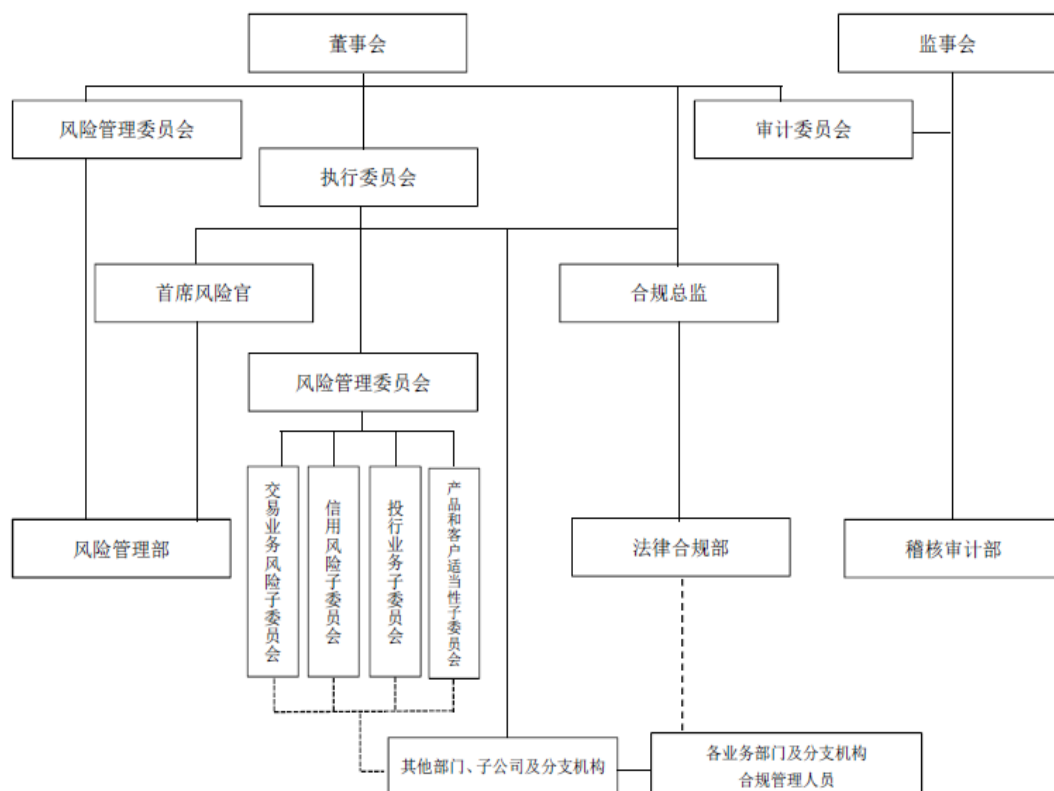 董事会
监事会
风险管理委员会
审计委员会
执行委员会
首席风险官
合规总监
风险管理委员会
交易业务风险子委员会
信用风险子委员会
投行业务子委员会
产品和客户适当性子委员会
风险管理部
法律合规部
稽核审计部
其他部门、子公司及分支机构
各业务部门及分支机构
合规管理人员